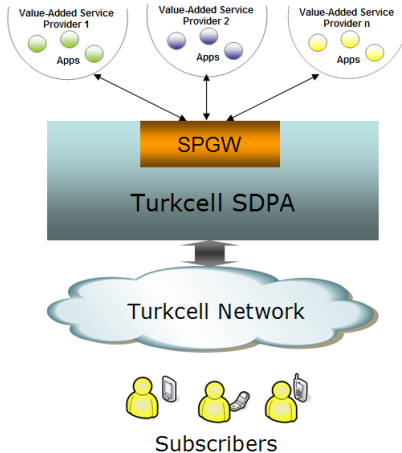 Value-Added Service
Provider 1
Apps
Value-Added Service
Provider 2
Apps
Value-Added Service
Provider n
Apps
SPGW
Turkcell SDPA
Turkcell Network
Subscribers